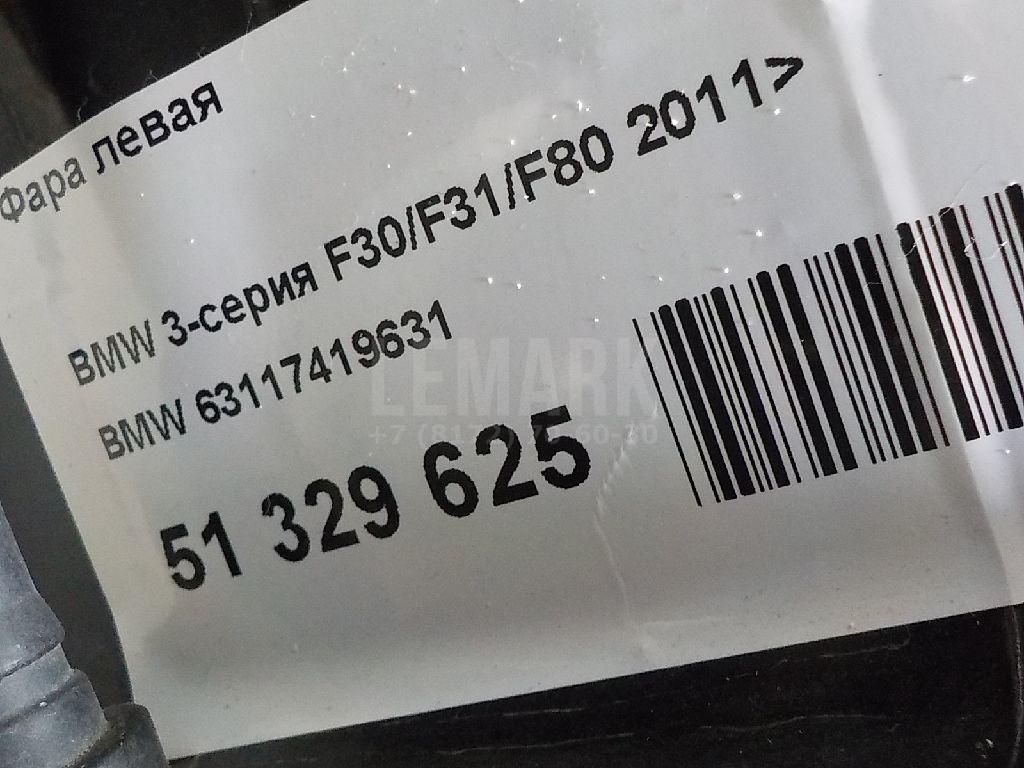 Фара левая
BMW 3-серия F30/F31/F80 2011>
BMW 63117419631
LEMARK
51 329 625